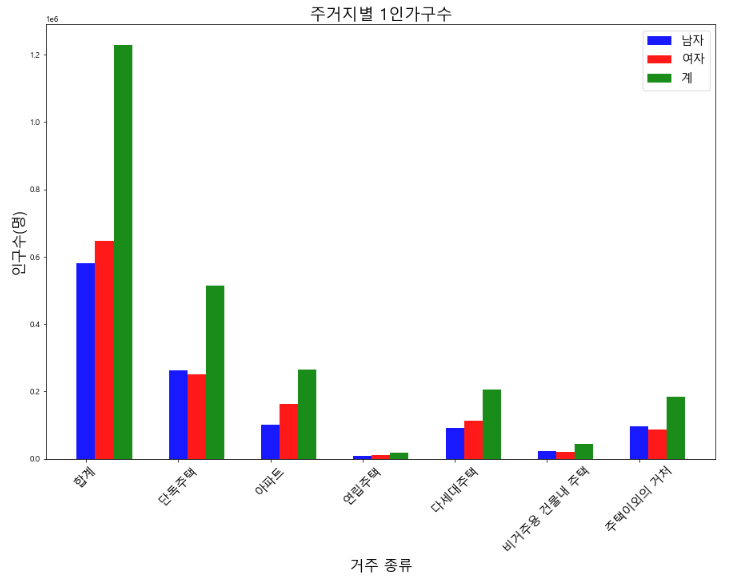 주거지별 1인가구수
1e6
남자
여자
계
1.2
1.0
0.8
0.6
0.4
0.2
0.0
인구수(명)
합계
단독주택
아파트
연립주택
다세대주택
비거주용 건물내 주택
주택이외의 거처
거주 종류